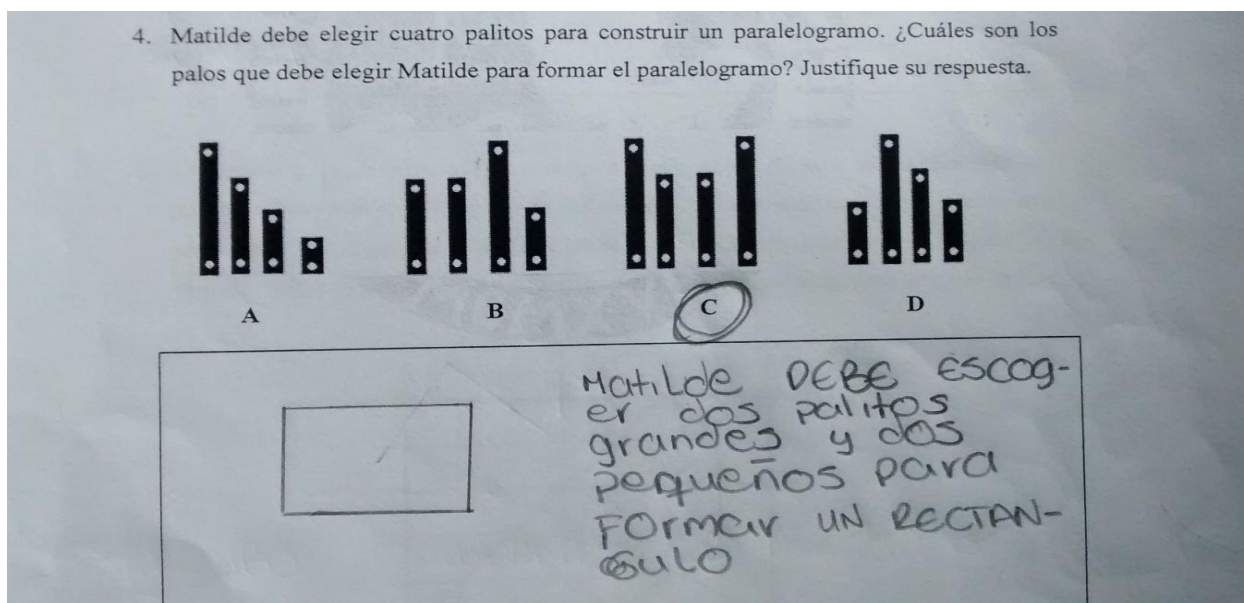 4. Matilde debe elegir cuatro palitos para construir un paralelogramo. ¿Cuáles son los
palos que debe elegir Matilde para formar el paralelogramo? Justifique su respuesta.
A B C D
Matilde DEBE ESCOG-
er dos palitos
grandes y dos
pequeños para
Formar UN RECTAN-
GULO